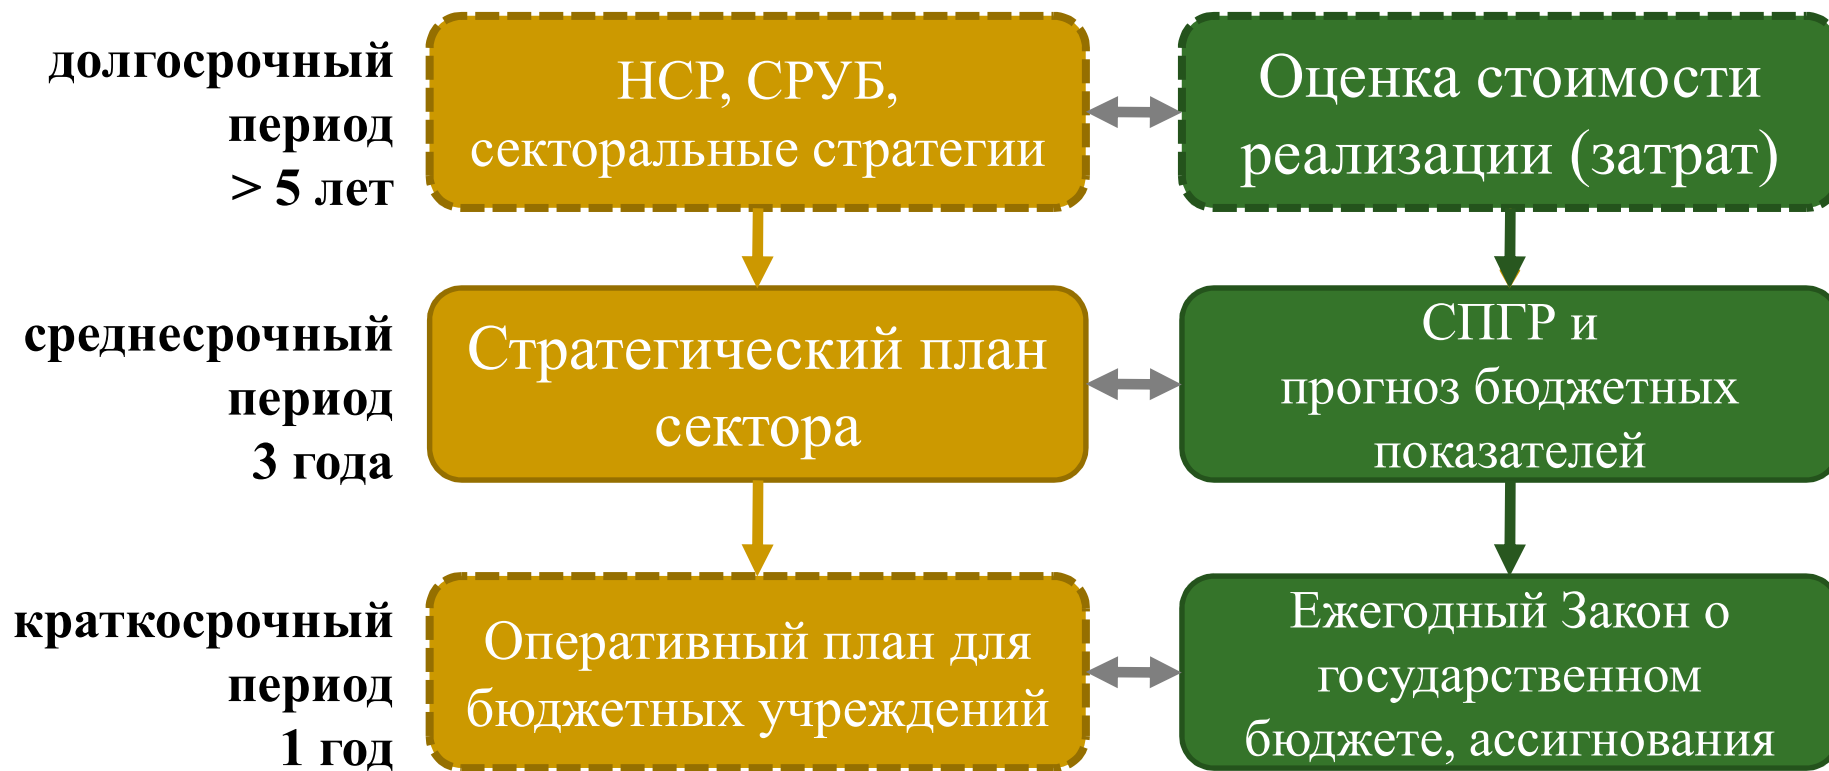 долгосрочный
период
> 5 лет
НСР, СРУБ,
секторальные стратегии
Оценка стоимости
реализации (затрат)
среднесрочный
период
3 года
Стратегический план
сектора
СПГР и
прогноз бюджетных
показателей
краткосрочный
период
1 год
Оперативный план для
бюджетных учреждений
Ежегодный Закон о
государственном
бюджете, ассигнования